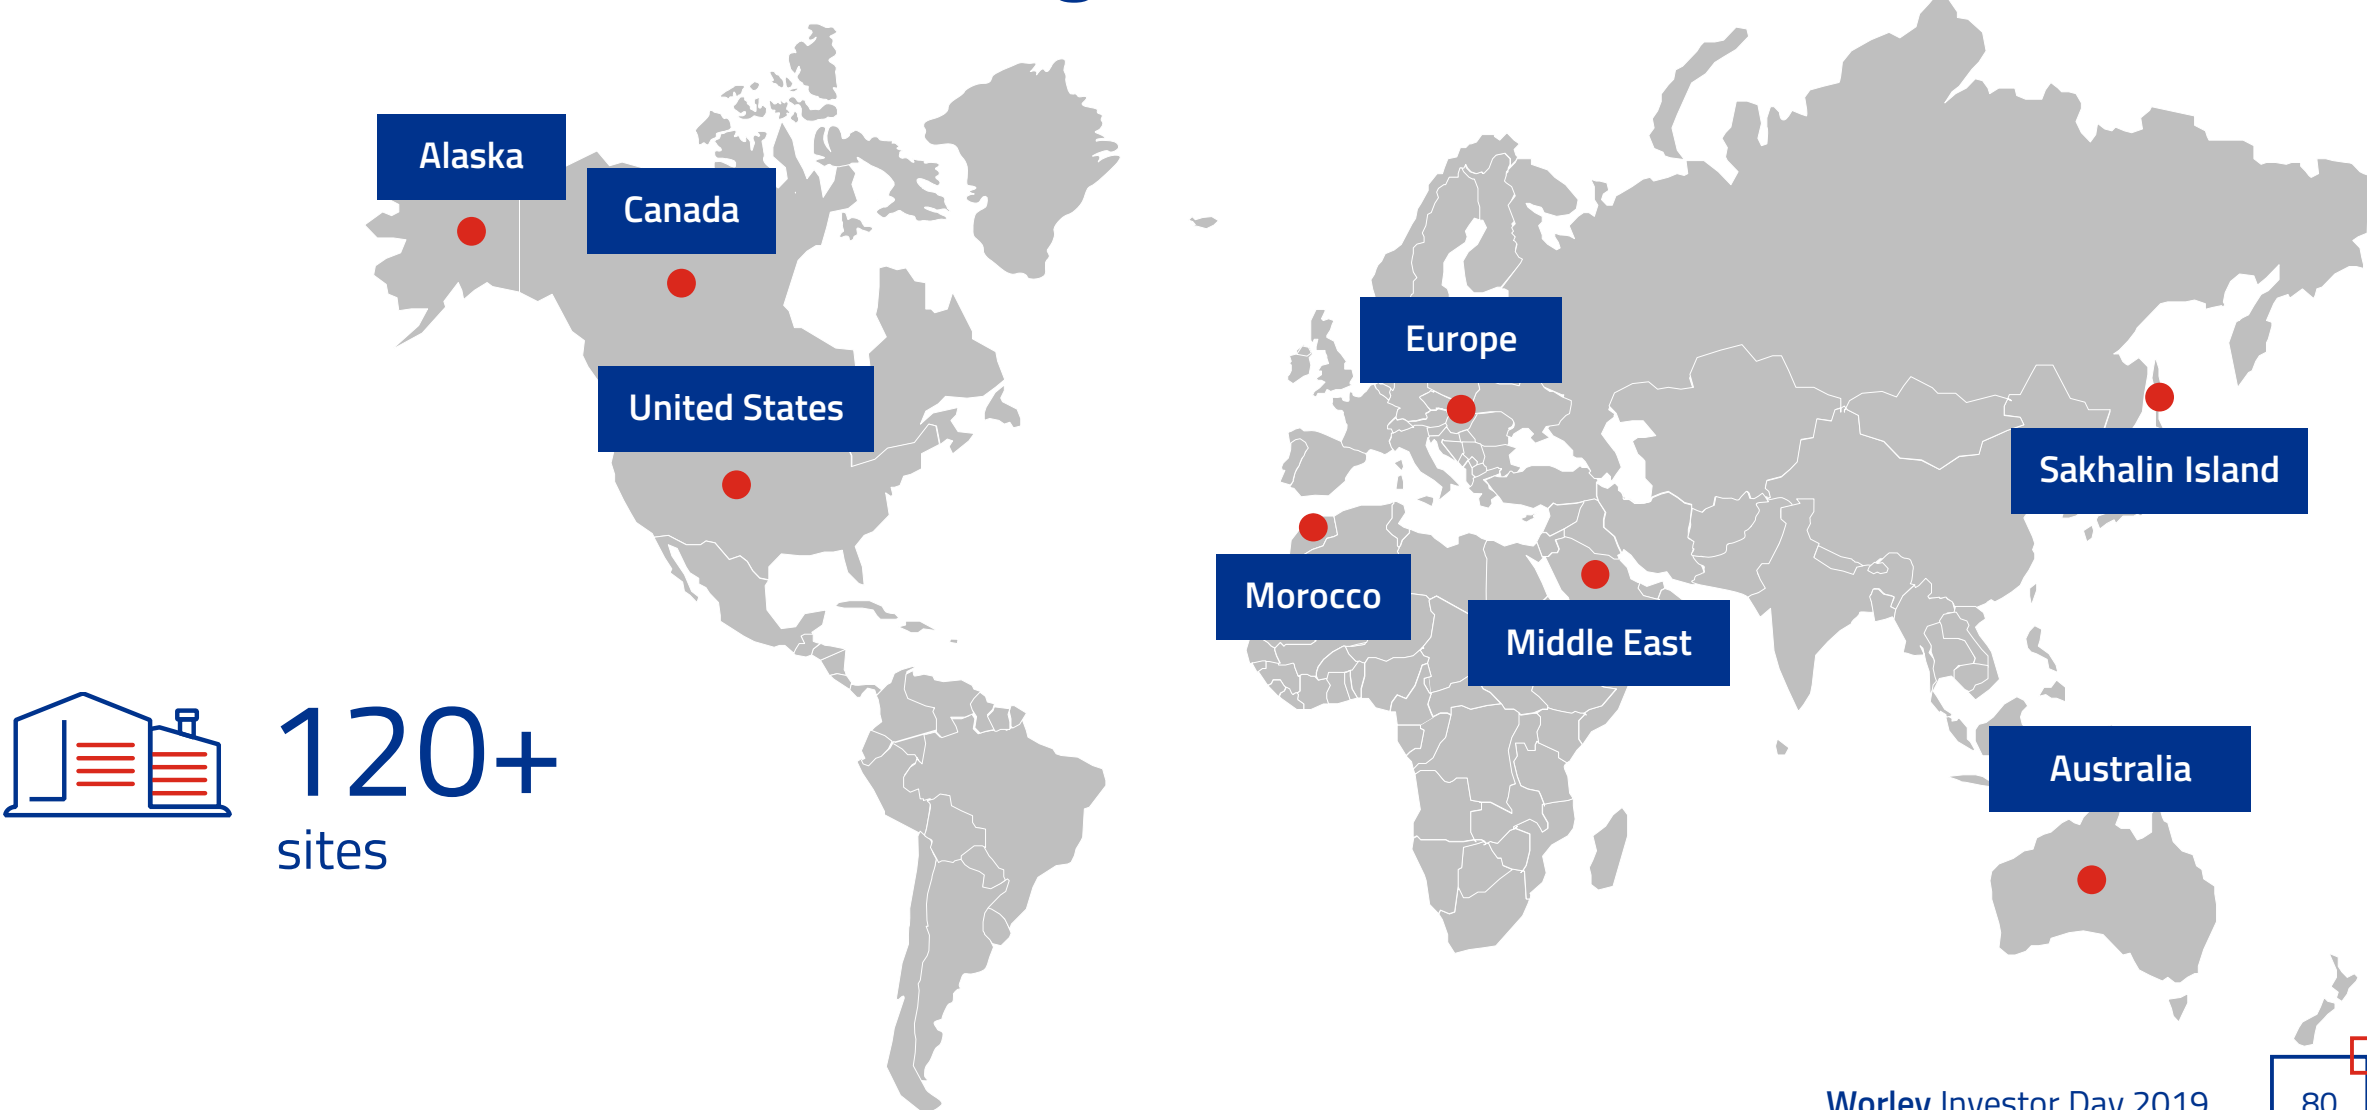 Alaska
Canada
United States
Europe
Sakhalin Island
Morocco
Middle East
Australia
120+
sites
Worley Investor Day 2019
80